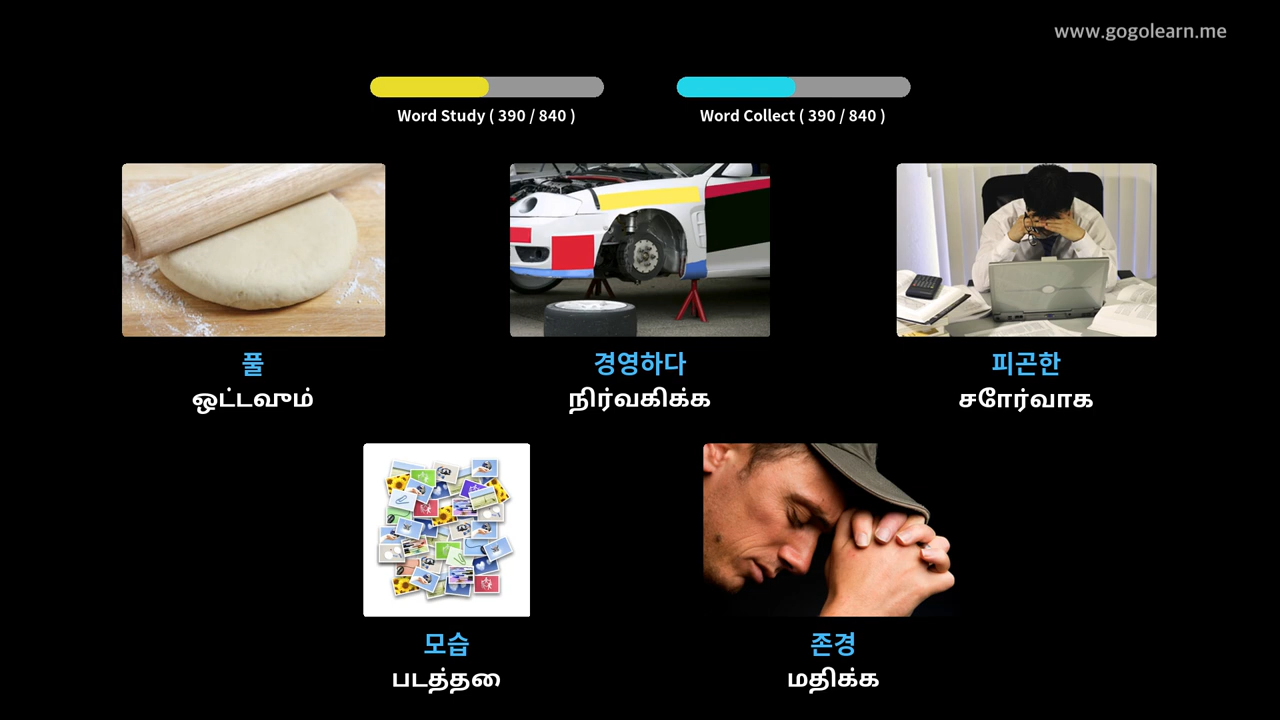 www.gogolearn.me
Word Study ( 390 / 840 )
Word Collect ( 390 / 840 )
풀
ஒட்டவும்
경영하다
நிர்வகிக்க
피곤한
சோர்வாக
모습
படத்தை
존경
மதிக்க